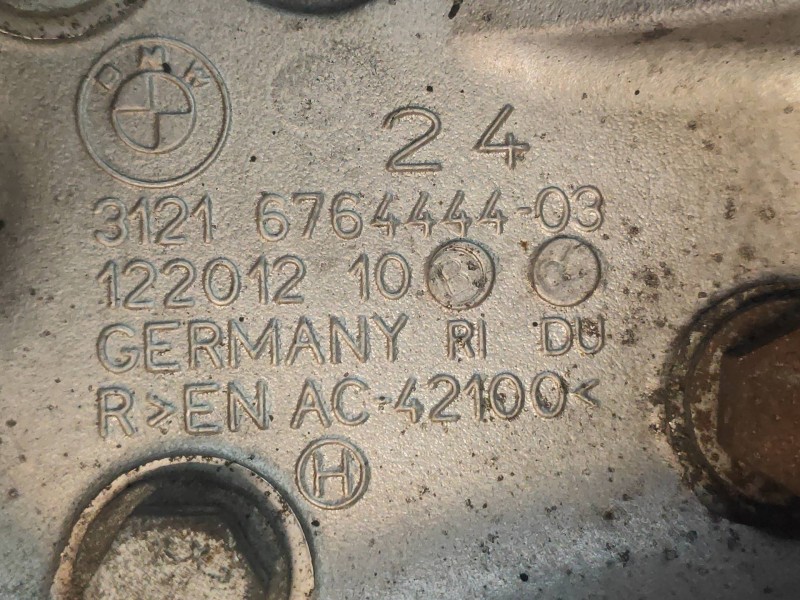 BMW
24
3121 6764444-03
122012 10
GERMANY RI DU
R>EN AC-42100<
H